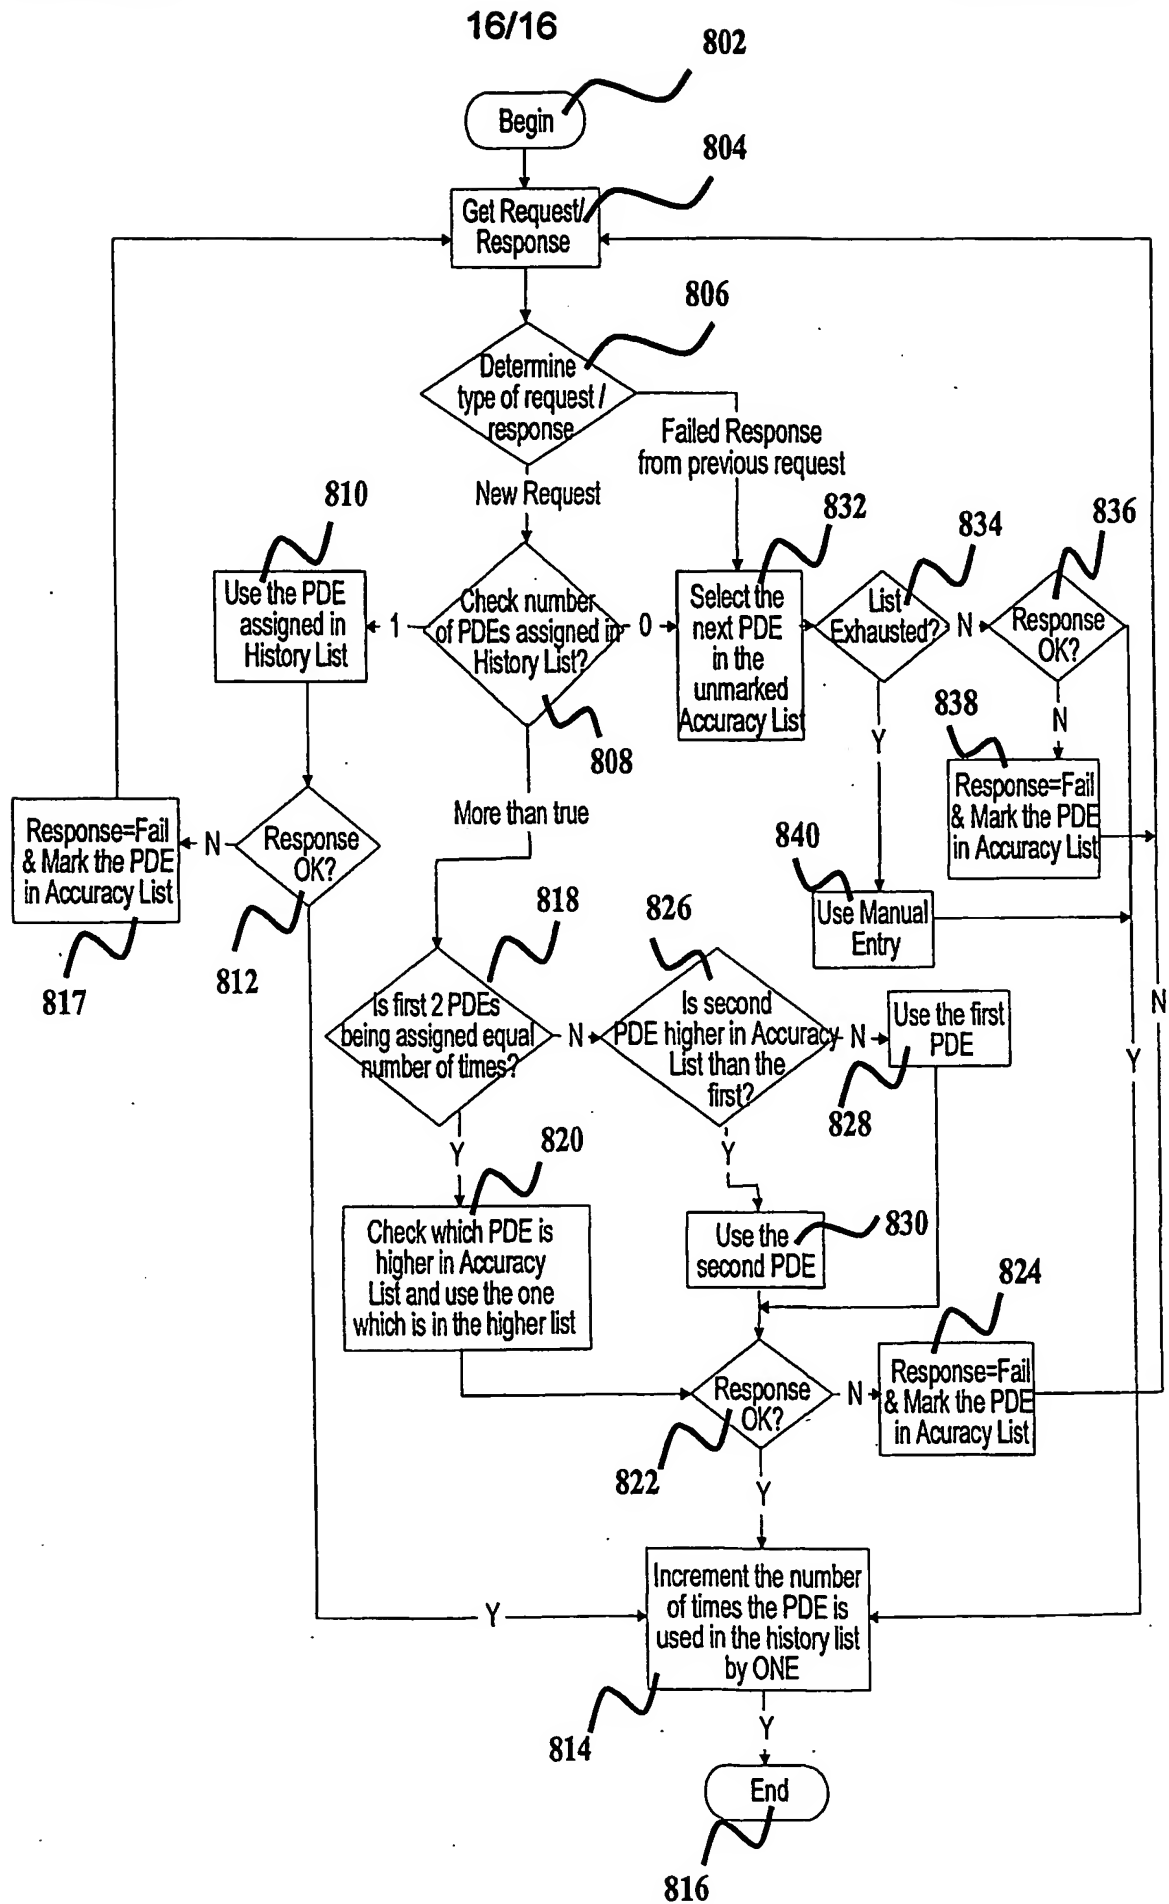 16/16
802
Begin
804
Get Request/
Response
806
Determine
type of request /
response
Failed Response
from previous request
New Request
810
832
834
836
Use the PDE
assigned in
History List
1
Check number
of PDEs assigned in
History List?
0
Select the
next PDE
in the
unmarked
Accuracy List
List
Exhausted?
N
Response
OK?
808
Y
838
N
More than true
Response=Fail
& Mark the PDE
in Accuracy List
N
Response
OK?
Response=Fail
& Mark the PDE
in Accuracy List
840
Use Manual
Entry
817
812
818
826
Is first 2 PDEs
being assigned equal
number of times?
N
Is second
PDE higher in Accuracy
List than the
first?
N
Use the first
PDE
828
N
Y
Y
Y
820
Check which PDE is
higher in Accuracy
List and use the one
which is in the higher list
Use the
second PDE
830
824
Response
OK?
N
Response=Fail
& Mark the PDE
in Acuracy List
822
Y
Increment the number
of times the PDE is
used in the history list
by ONE
Y
814
Y
End
816